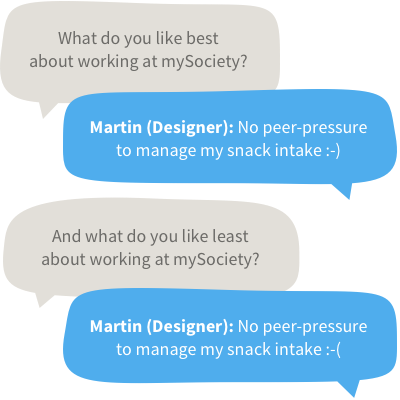 What do you like best
about working at mySociety?
Martin (Designer): No peer-pressure
to manage my snack intake :-)
And what do you like least
about working at mySociety?
Martin (Designer): No peer-pressure
to manage my snack intake :-(